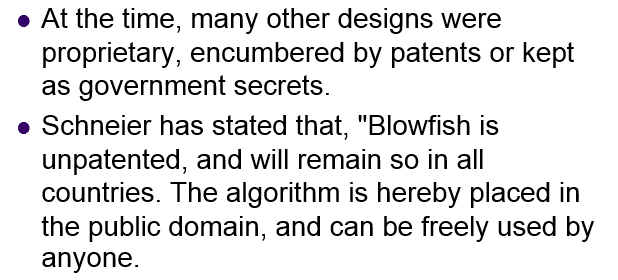 • At the time, many other designs were
proprietary, encumbered by patents or kept
as government secrets.
• Schneier has stated that, "Blowfish is
unpatented, and will remain so in all
countries. The algorithm is hereby placed in
the public domain, and can be freely used by
anyone.